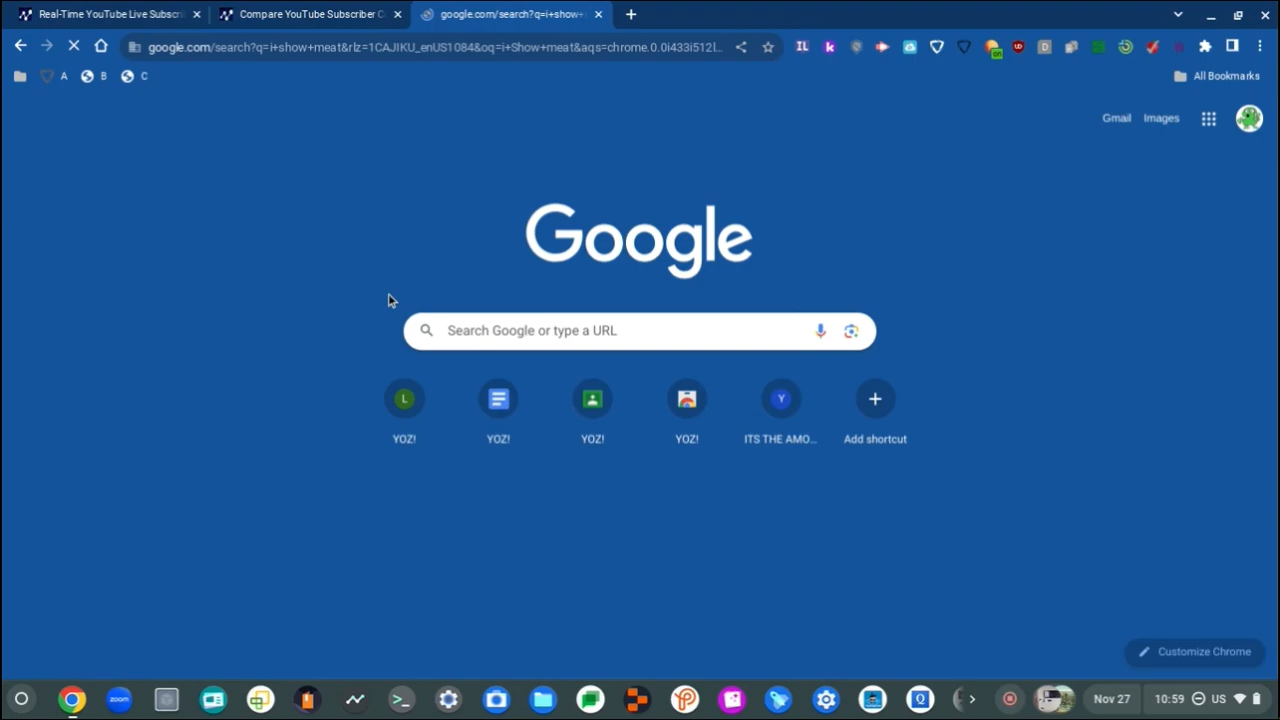 Real-Time YouTube Live Subscri
Compare YouTube Subscriber C
google.com/search?q=i+show+
google.com/search?q=i+show+meat&rlz=1CAJIKU_enUS1084&oq=i+Show+meat&aqs=chrome.0.0i433i512l...
A
B
C
All Bookmarks
Gmail
Images
Google
Search Google or type a URL
L
Y
YOZ!
YOZ!
YOZ!
YOZ!
ITS THE AMO...
Add shortcut
Customize Chrome
zoom
Nov 27
10:59
US